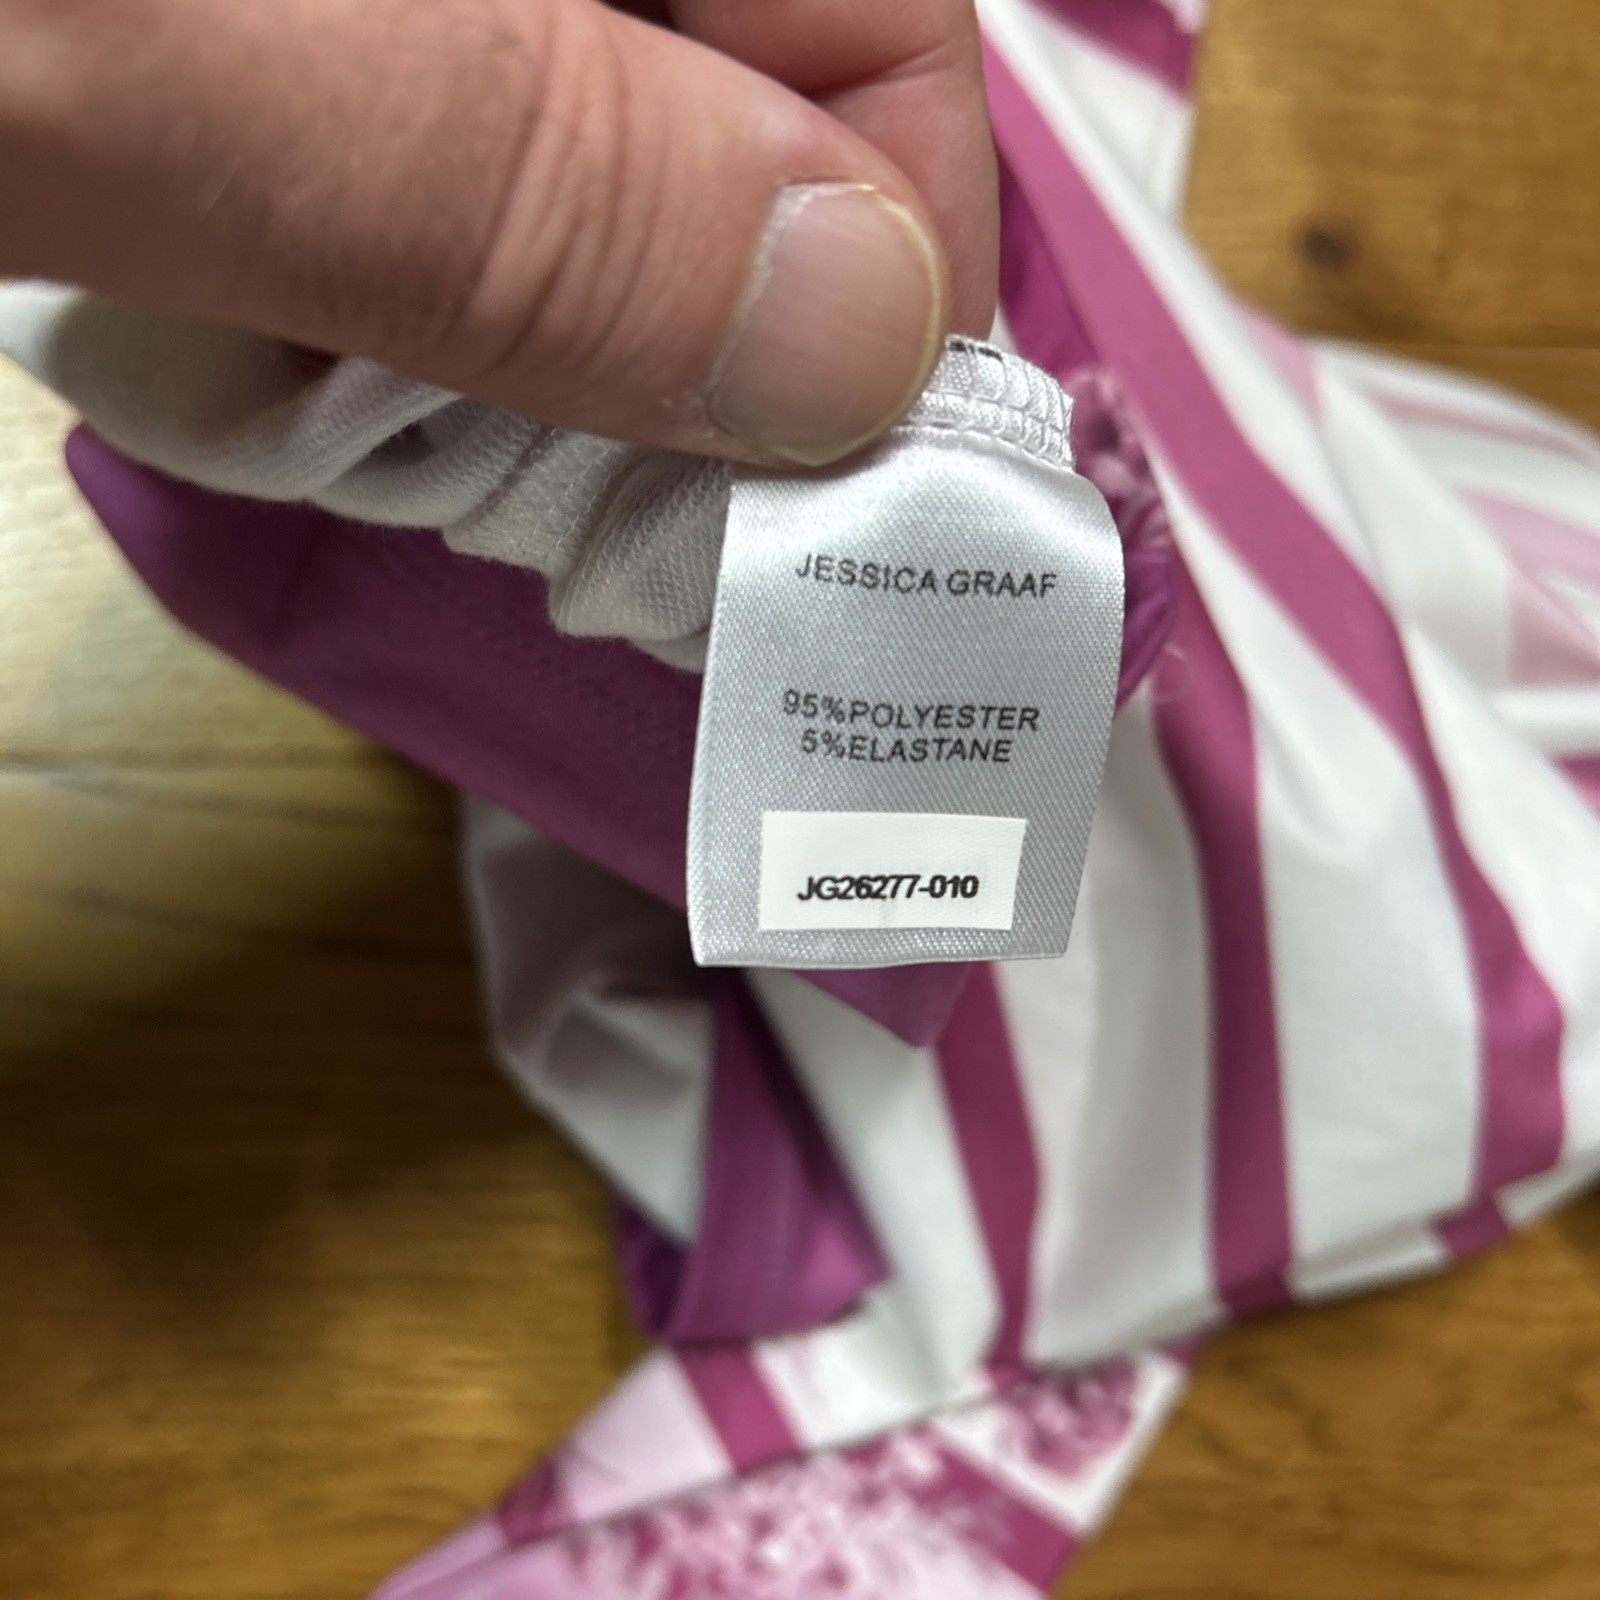 JESSICA GRAAF
95%POLYESTER
5%ELASTANE
JG26277-010